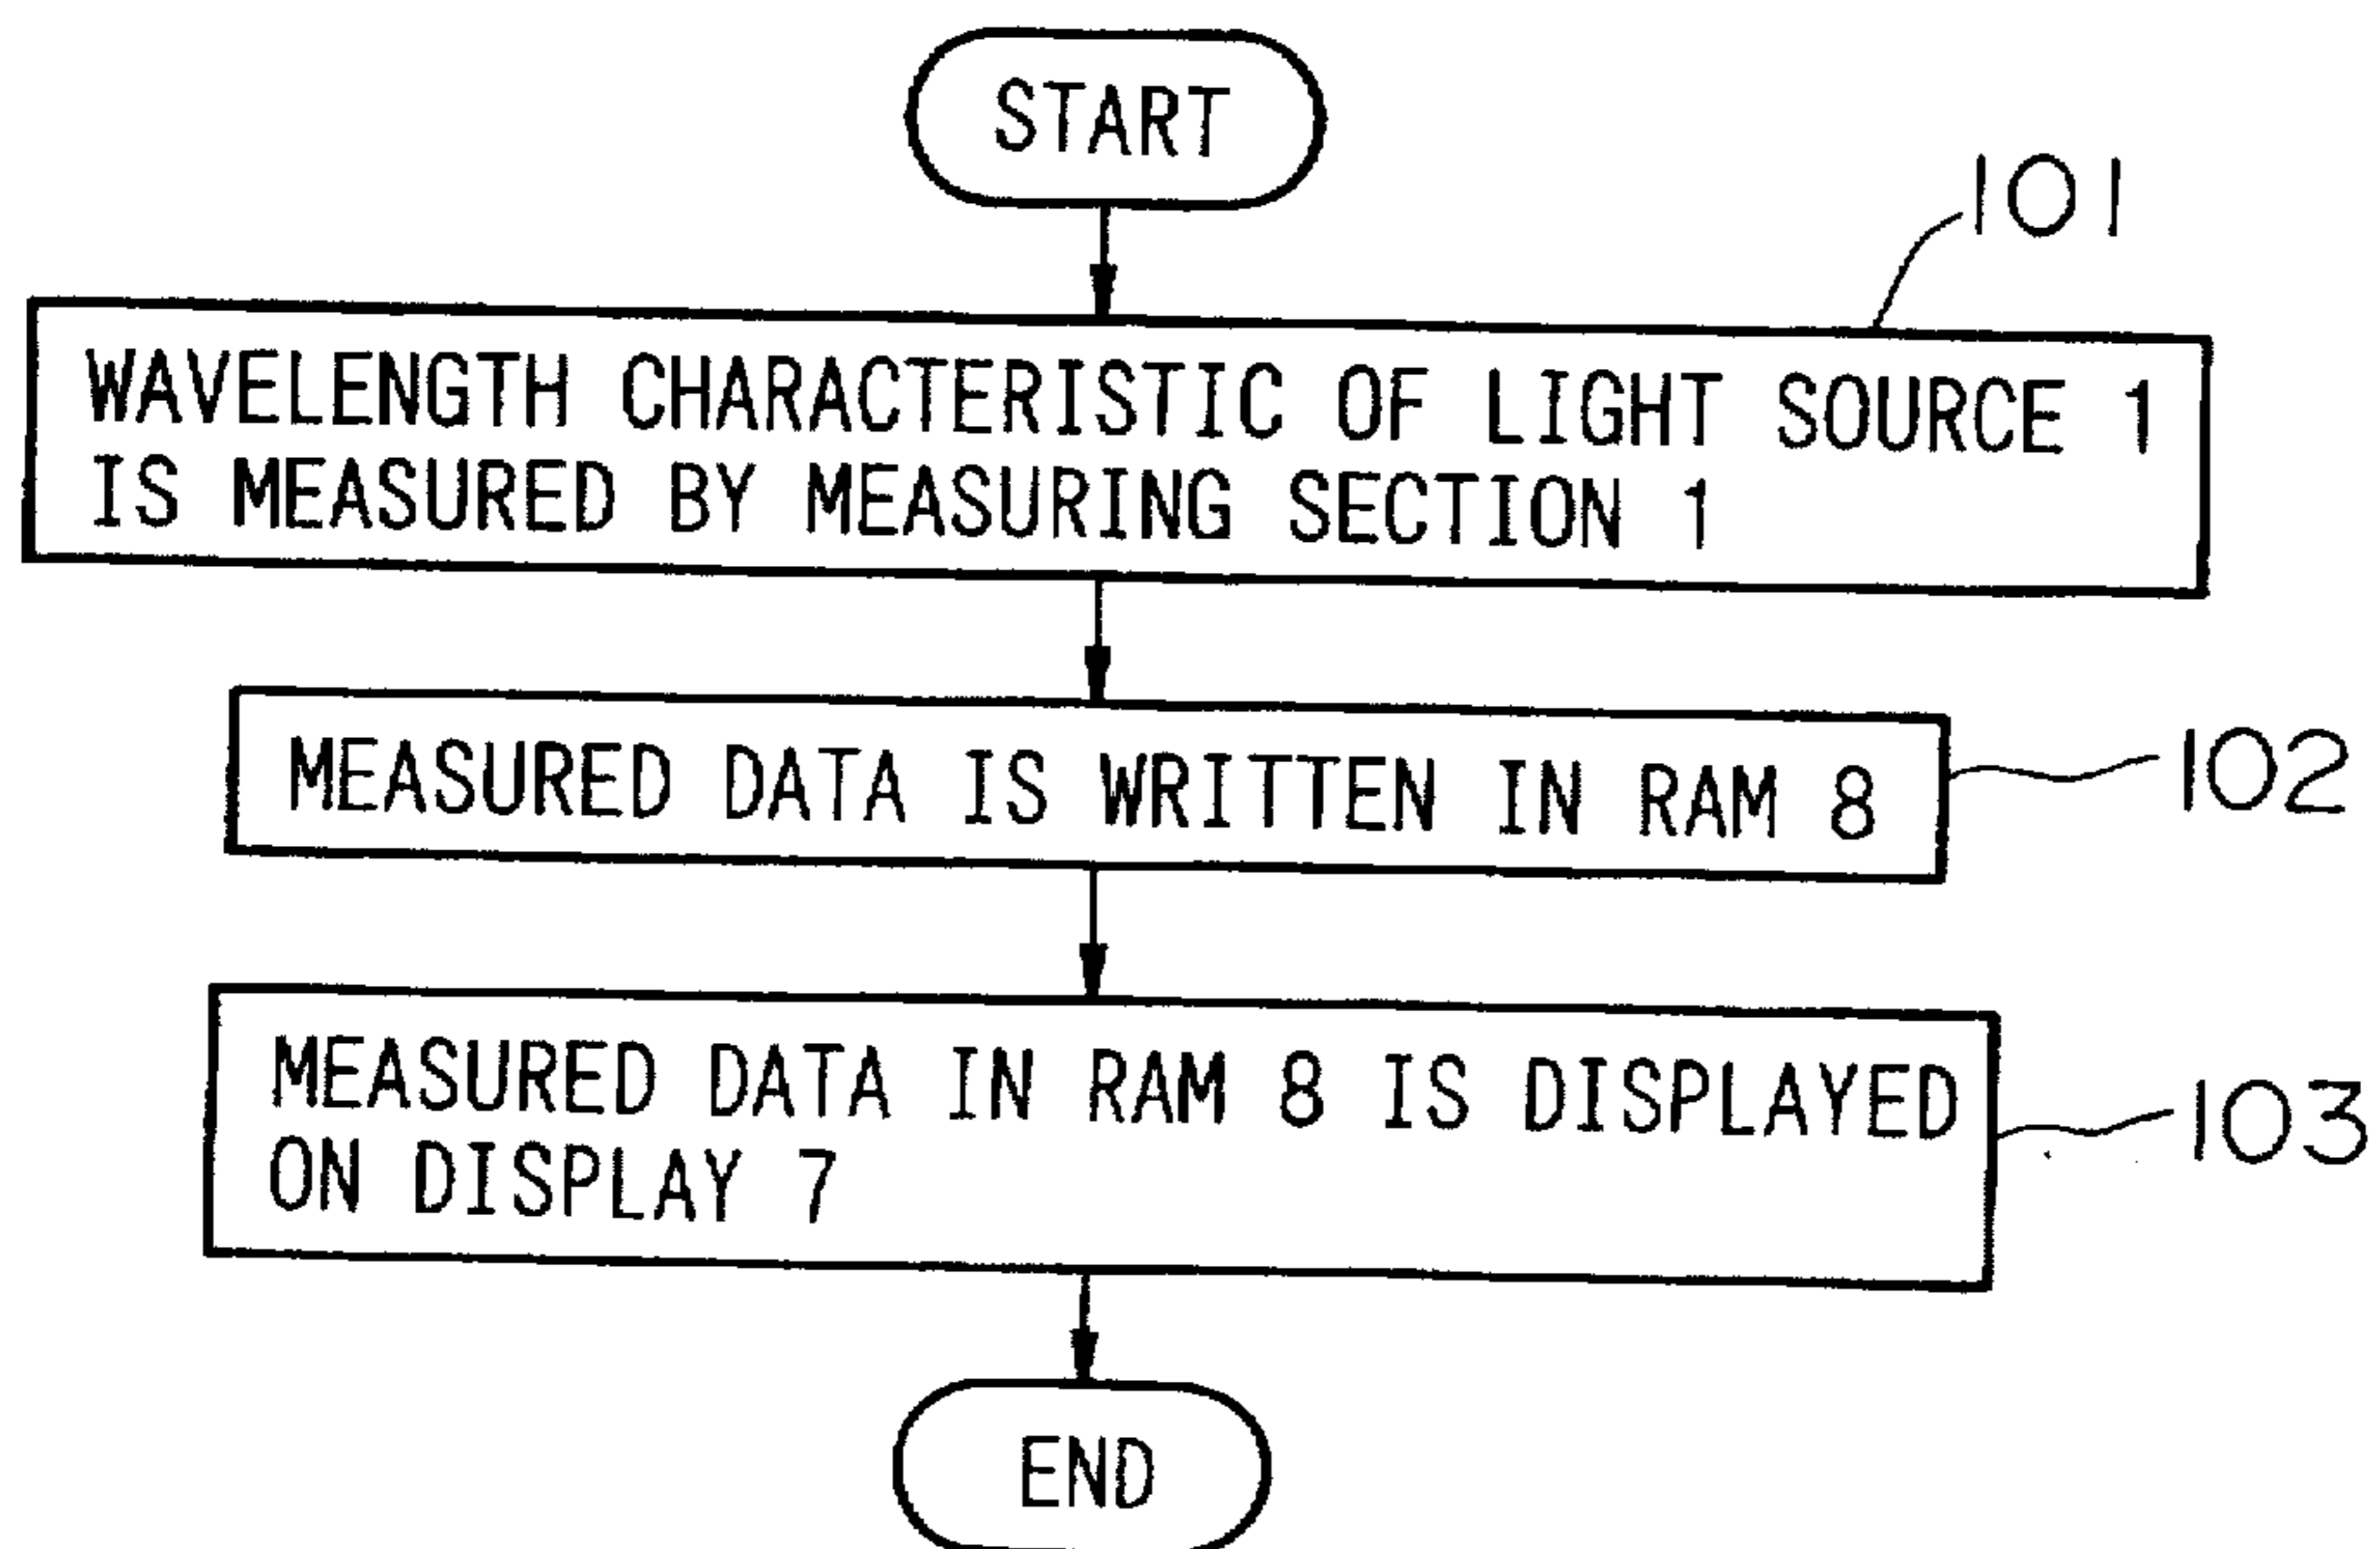 START
101
WAVELENGTH CHARACTERISTIC OF LIGHT SOURCE 1
IS MEASURED BY MEASURING SECTION 1
MEASURED DATA IS WRITTEN IN RAM 8
102
MEASURED DATA IN RAM 8 IS DISPLAYED
ON DISPLAY 7
103
END